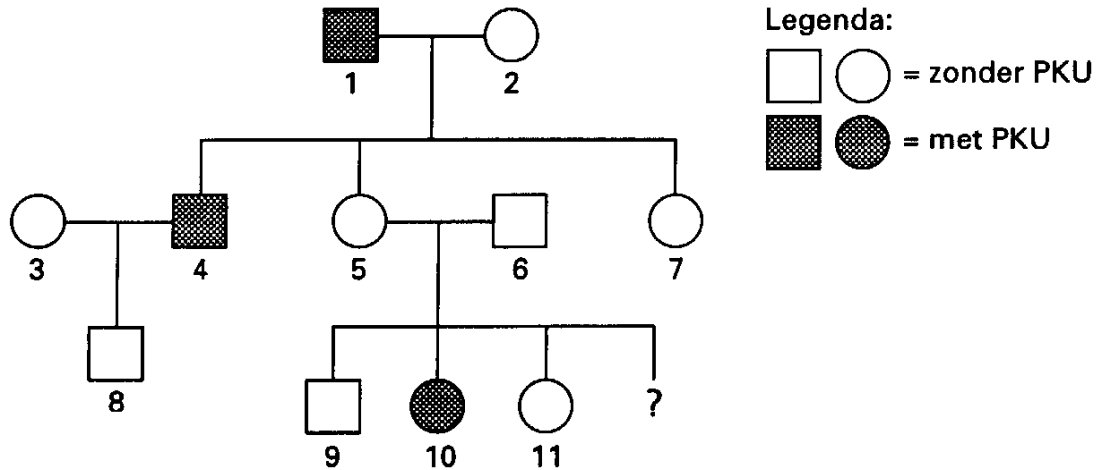 Legenda:
= zonder PKU
= met PKU
1 2
3 4 5 6 7
8
9 10 11 ?